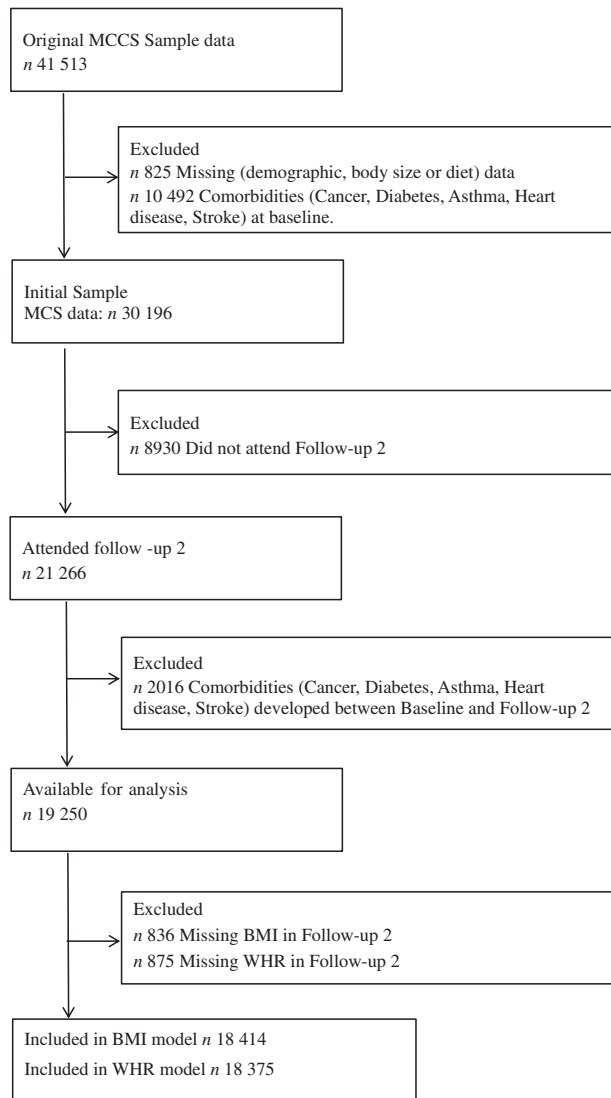 Original MCCS Sample data
n 41 513
Excluded
n 825 Missing (demographic, body size or diet) data
n 10 492 Comorbidities (Cancer, Diabetes, Asthma, Heart
disease, Stroke) at baseline.
Initial Sample
MCS data: n 30 196
Excluded
n 8930 Did not attend Follow-up 2
Attended follow -up 2
n 21 266
Excluded
n 2016 Comorbidities (Cancer, Diabetes, Asthma, Heart
disease, Stroke) developed between Baseline and Follow-up 2
Available for analysis
n 19 250
Excluded
n 836 Missing BMI in Follow-up 2
n 875 Missing WHR in Follow-up 2
Included in BMI model n 18 414
Included in WHR model n 18 375